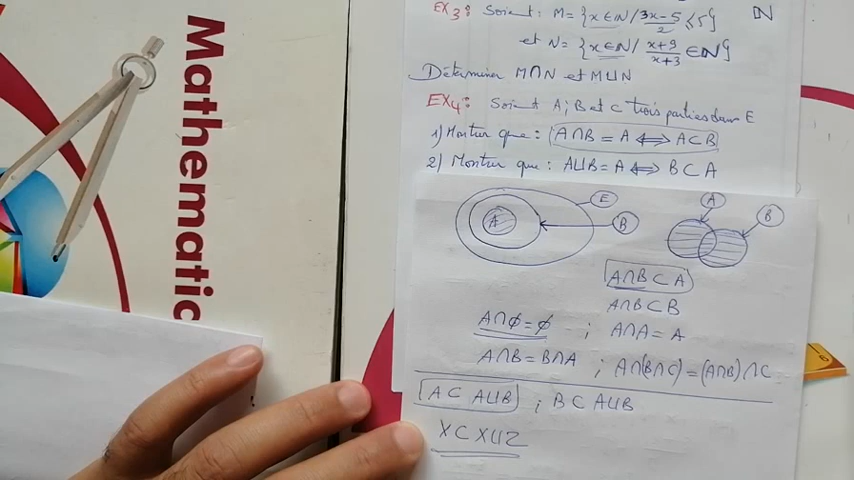 Mathematic
EX3: Soient : M = {x ∈ ℕ / (3x-5)/2 ≤ 5} ℕ
et N = {x ∈ ℕ / (x+9)/(x+3) ∈ ℕ}
Déterminer M∩N et M∪N
EX4: Soient A ; B et C trois parties dans E
1) Montrer que : A∩B = A ⟺ A⊂B
2) Montrer que : A∪B = A ⟺ B⊂A
A E B A B
A∩B⊂A
A∩B⊂B
A∩∅=∅ ; A∩A = A
A∩B = B∩A ; A∩(B∩C) = (A∩B)∩C
A⊂A∪B ; B⊂A∪B
X⊂X∪Z